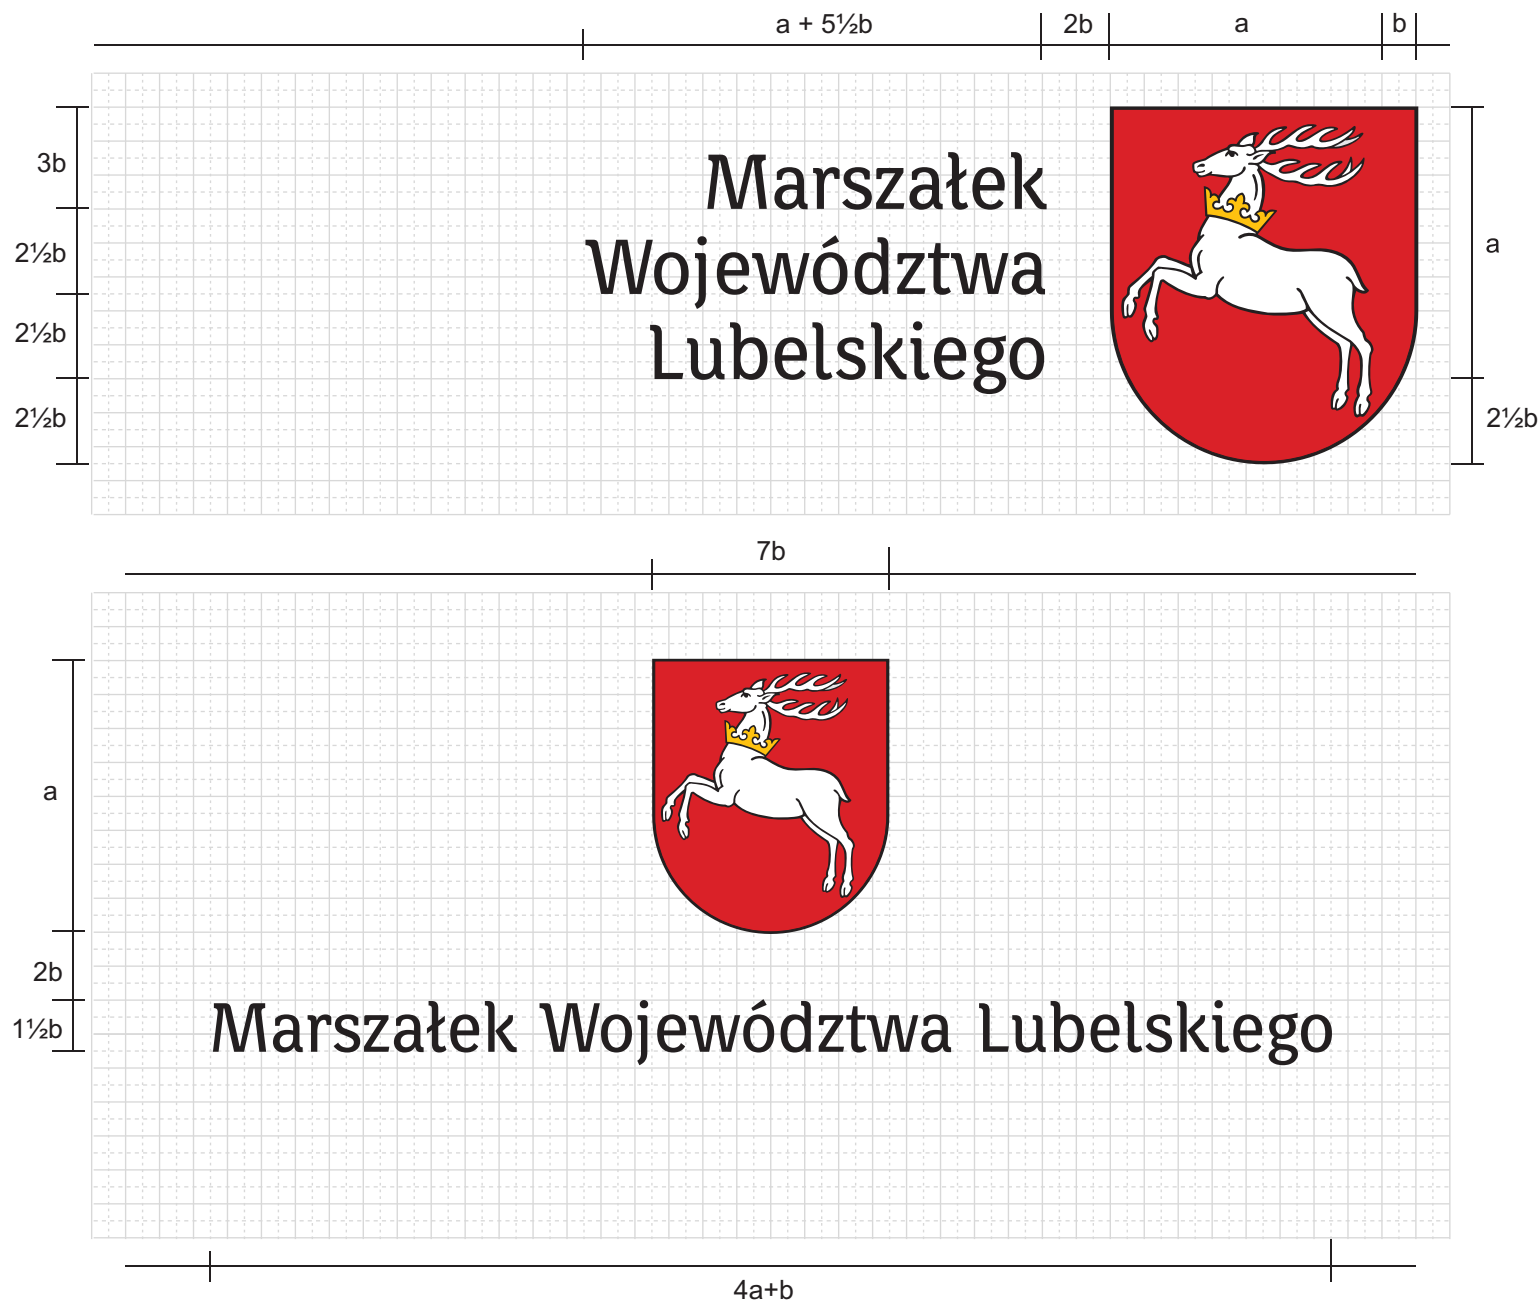 a + 5½b 2b a b
3b
2½b
2½b
2½b
Marszałek
Województwa
Lubelskiego
a
2½b
7b
a
2b
1½b
Marszałek Województwa Lubelskiego
4a+b